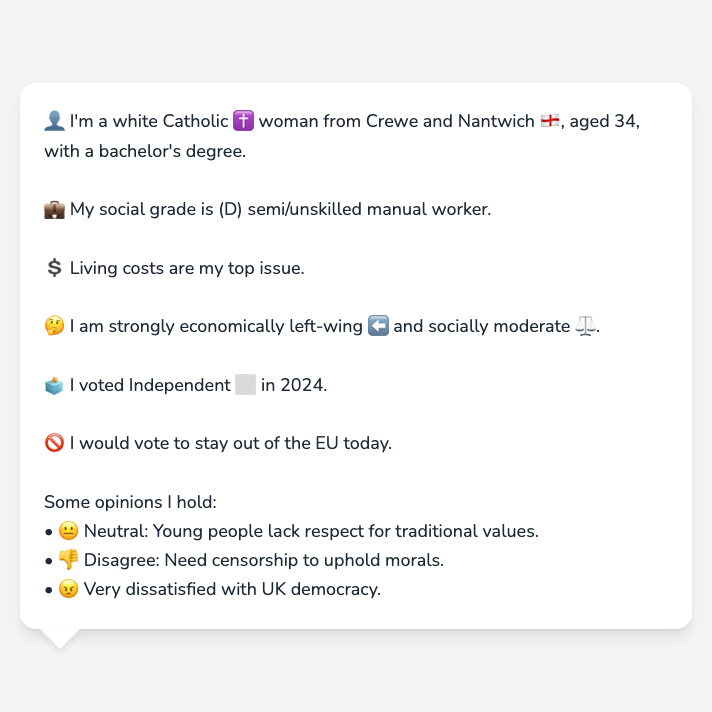 👤 I'm a white Catholic ✝️ woman from Crewe and Nantwich 🏴󠁧󠁢󠁥󠁮󠁧󠁿, aged 34,
with a bachelor's degree.
💼 My social grade is (D) semi/unskilled manual worker.
💲 Living costs are my top issue.
🤔 I am strongly economically left-wing ⬅️ and socially moderate ⚖️.
🗳️ I voted Independent ⬜ in 2024.
🚫 I would vote to stay out of the EU today.
Some opinions I hold:
• 😐 Neutral: Young people lack respect for traditional values.
• 👎 Disagree: Need censorship to uphold morals.
• 😠 Very dissatisfied with UK democracy.